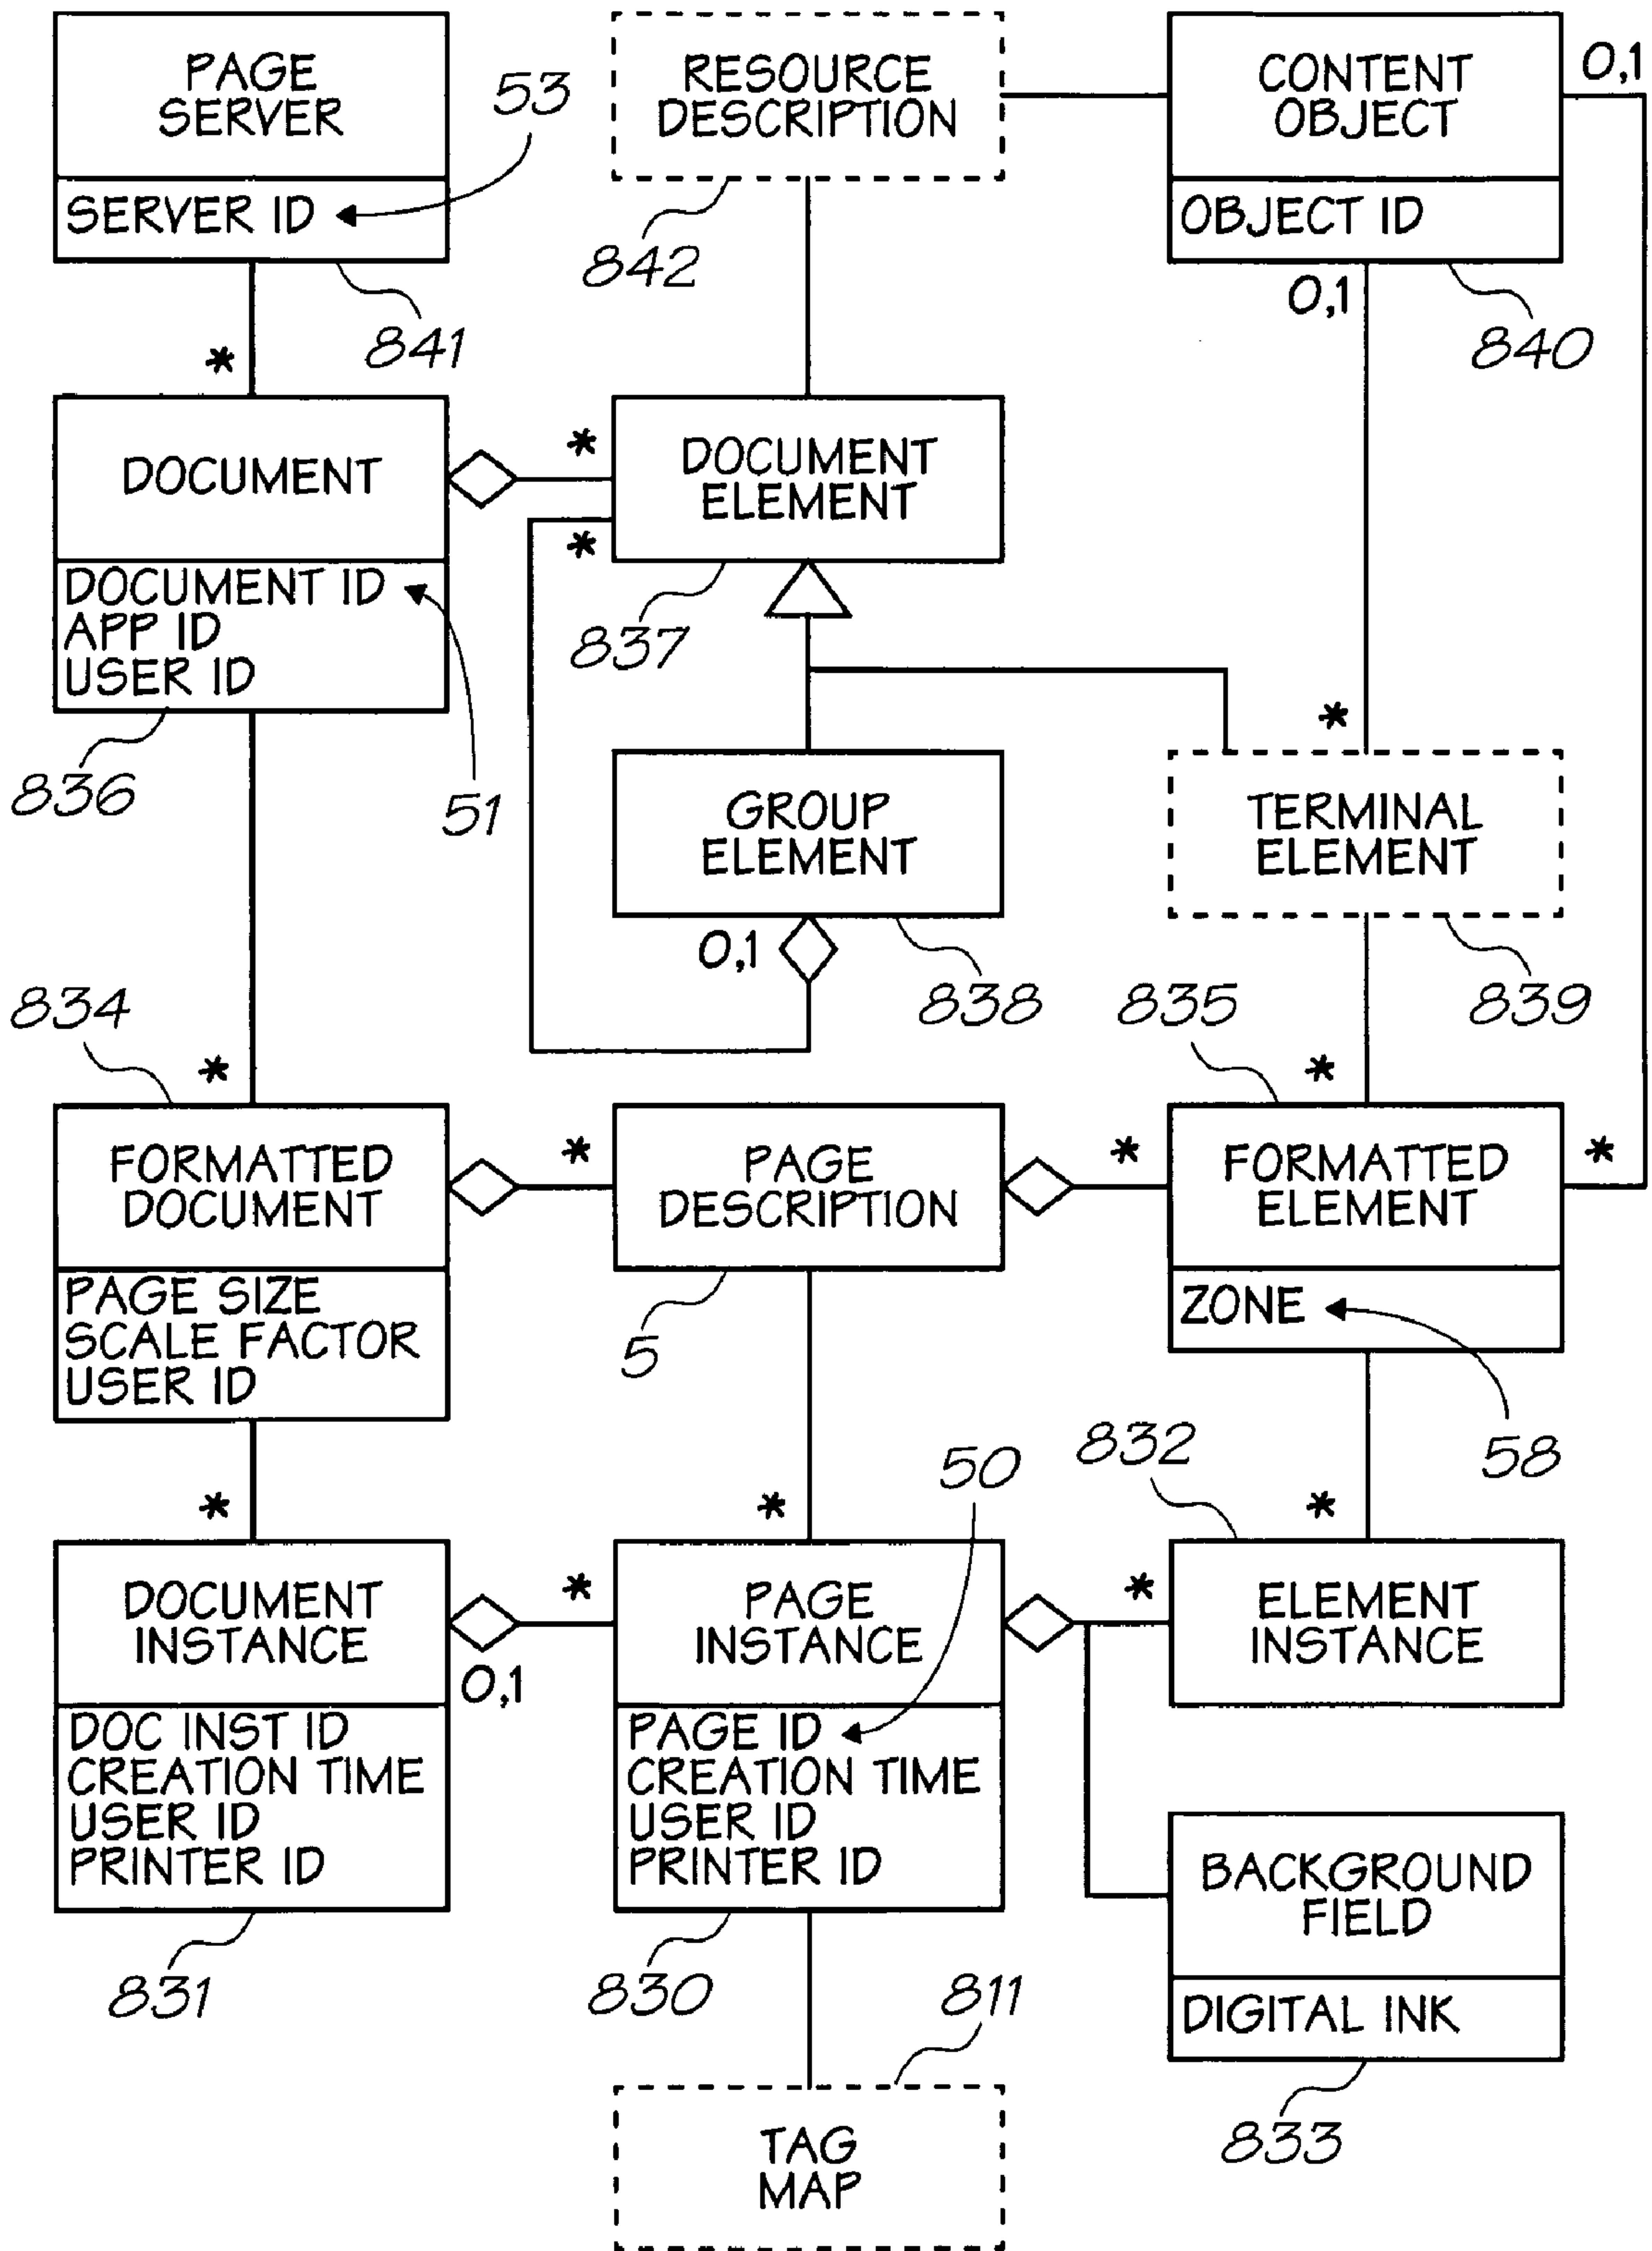 PAGE
SERVER
SERVER ID
53
841
RESOURCE
DESCRIPTION
842
CONTENT
OBJECT
OBJECT ID
0,1
0,1
840
*
DOCUMENT
DOCUMENT ID
APP ID
USER ID
836
51
*
*
DOCUMENT
ELEMENT
837
GROUP
ELEMENT
0,1
838
*
TERMINAL
ELEMENT
839
834
*
FORMATTED
DOCUMENT
PAGE SIZE
SCALE FACTOR
USER ID
*
PAGE
DESCRIPTION
5
835
*
*
FORMATTED
ELEMENT
*
ZONE
58
*
DOCUMENT
INSTANCE
0,1
DOC INST ID
CREATION TIME
USER ID
PRINTER ID
831
*
*
50
PAGE
INSTANCE
PAGE ID
CREATION TIME
USER ID
PRINTER ID
830
832
*
*
ELEMENT
INSTANCE
BACKGROUND
FIELD
DIGITAL INK
833
811
TAG
MAP